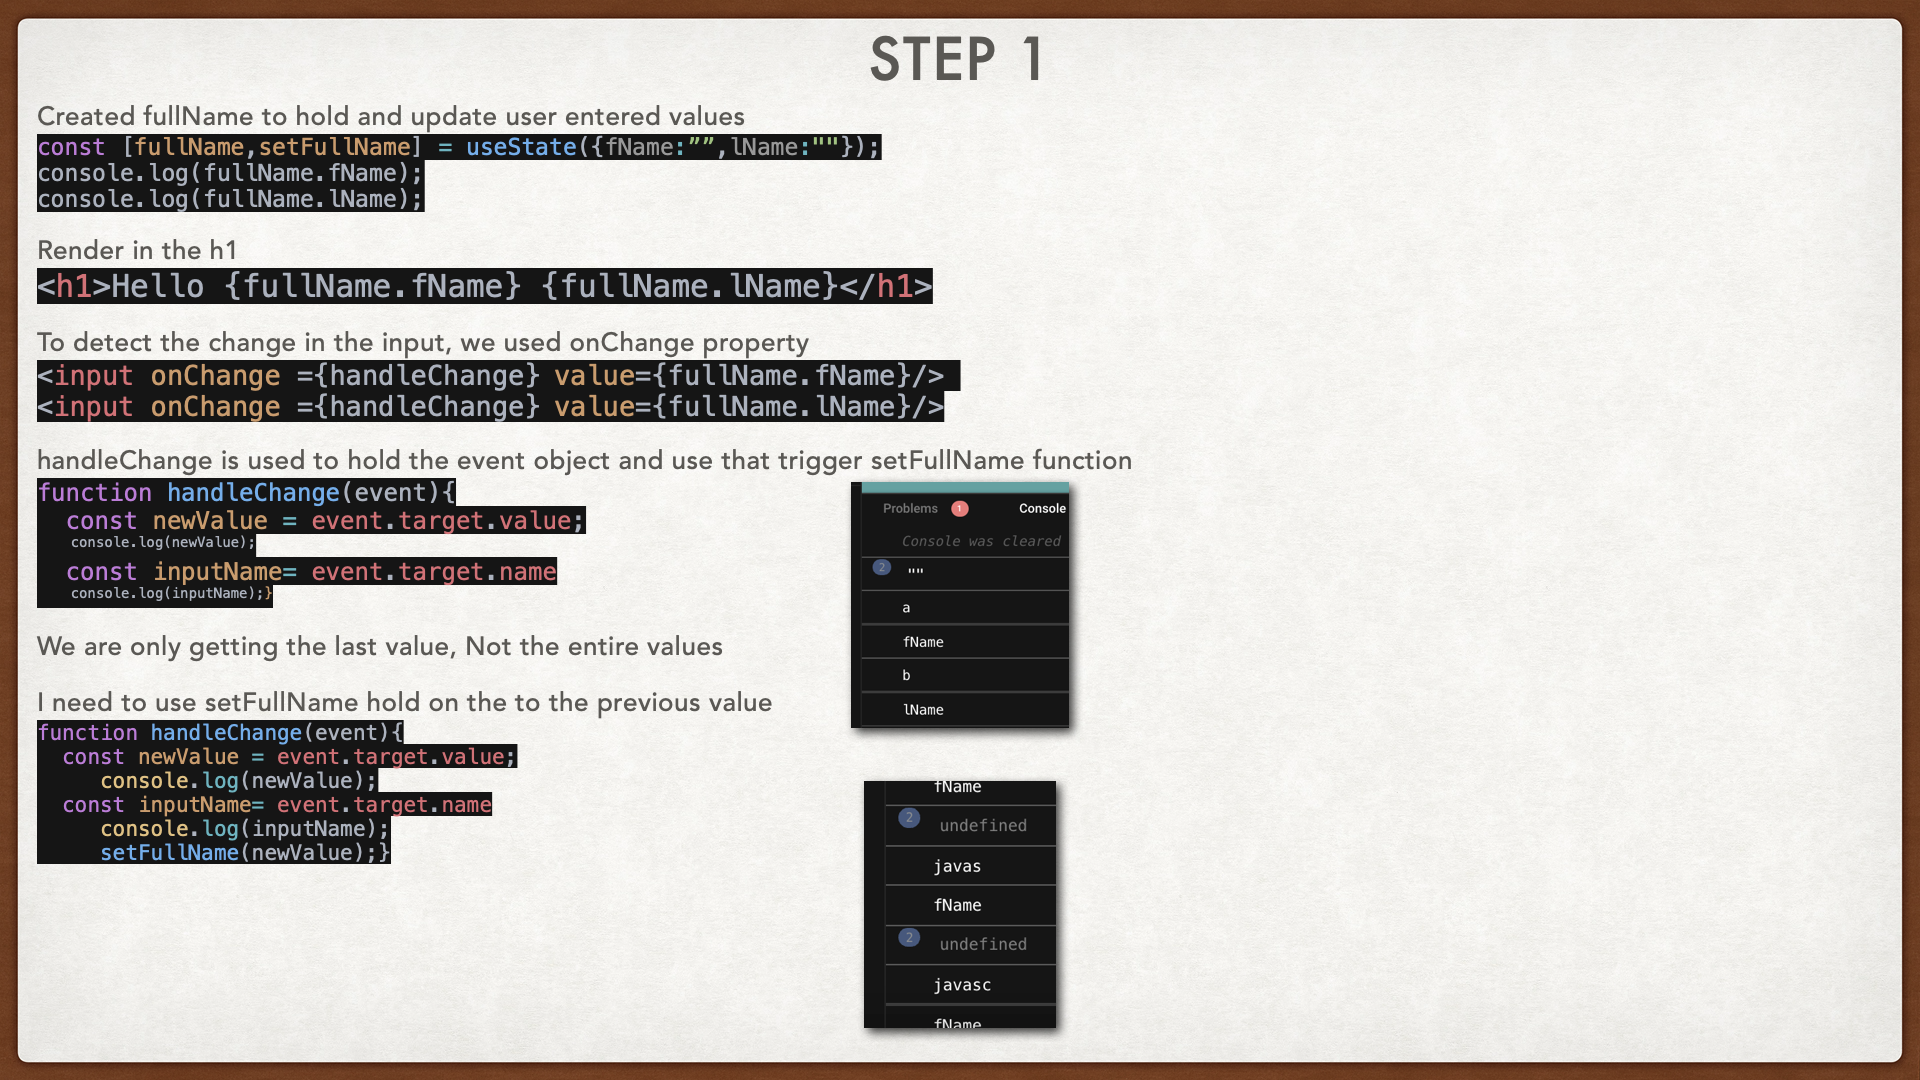 STEP 1
Created fullName to hold and update user entered values
const [fullName,setFullName] = useState({fName:””,lName:""});
console.log(fullName.fName);
console.log(fullName.lName);
Render in the h1
<h1>Hello {fullName.fName} {fullName.lName}</h1>
To detect the change in the input, we used onChange property
<input onChange ={handleChange} value={fullName.fName}/>
<input onChange ={handleChange} value={fullName.lName}/>
handleChange is used to hold the event object and use that trigger setFullName function
function handleChange(event){
const newValue = event.target.value;
console.log(newValue);
const inputName= event.target.name
console.log(inputName);}
We are only getting the last value, Not the entire values
I need to use setFullName hold on the to the previous value
function handleChange(event){
const newValue = event.target.value;
console.log(newValue);
const inputName= event.target.name
console.log(inputName);
setFullName(newValue);}
Problems 1 Console
Console was cleared
2 ""
a
fName
b
lName
fName
2 undefined
javas
fName
2 undefined
javasc
fName